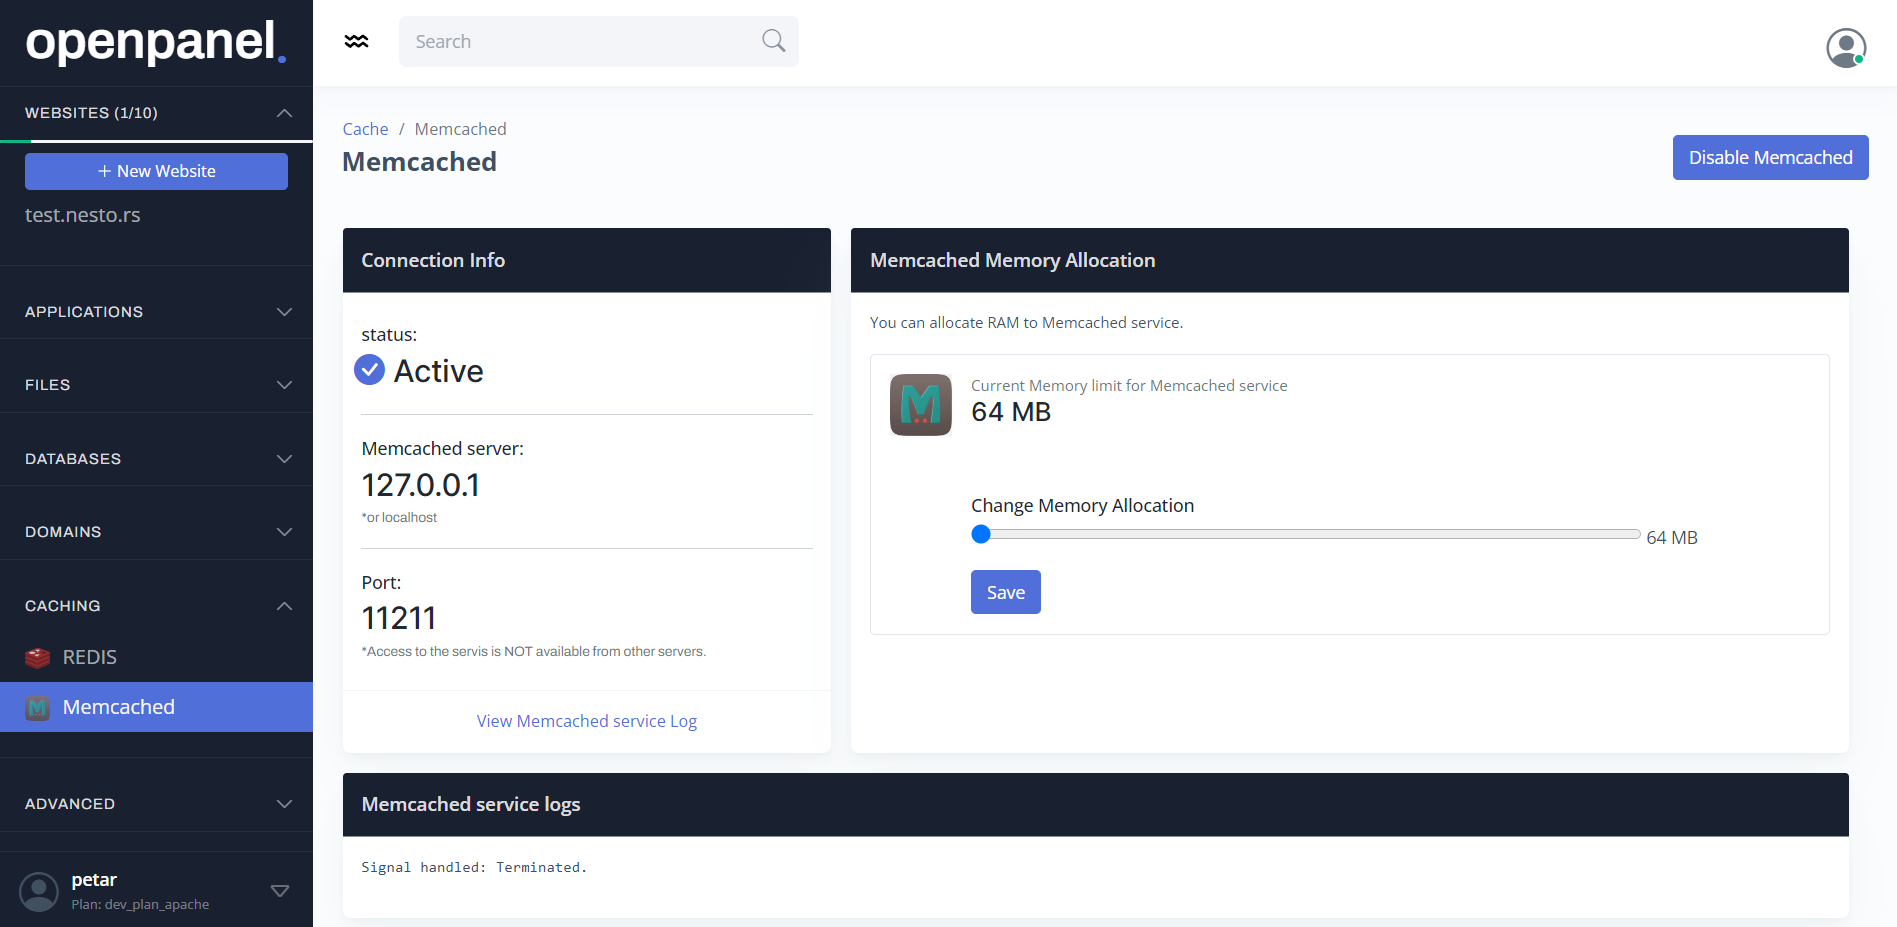 openpanel.
WEBSITES (1/10)
+ New Website
test.nesto.rs
APPLICATIONS
FILES
DATABASES
DOMAINS
CACHING
REDIS
Memcached
ADVANCED
petar
Plan: dev_plan_apache
Search
Cache / Memcached
Memcached
Disable Memcached
Connection Info
status:
Active
Memcached server:
127.0.0.1
*or localhost
Port:
11211
*Access to the servis is NOT available from other servers.
View Memcached service Log
Memcached Memory Allocation
You can allocate RAM to Memcached service.
Current Memory limit for Memcached service
64 MB
Change Memory Allocation
64 MB
Save
Memcached service logs
Signal handled: Terminated.